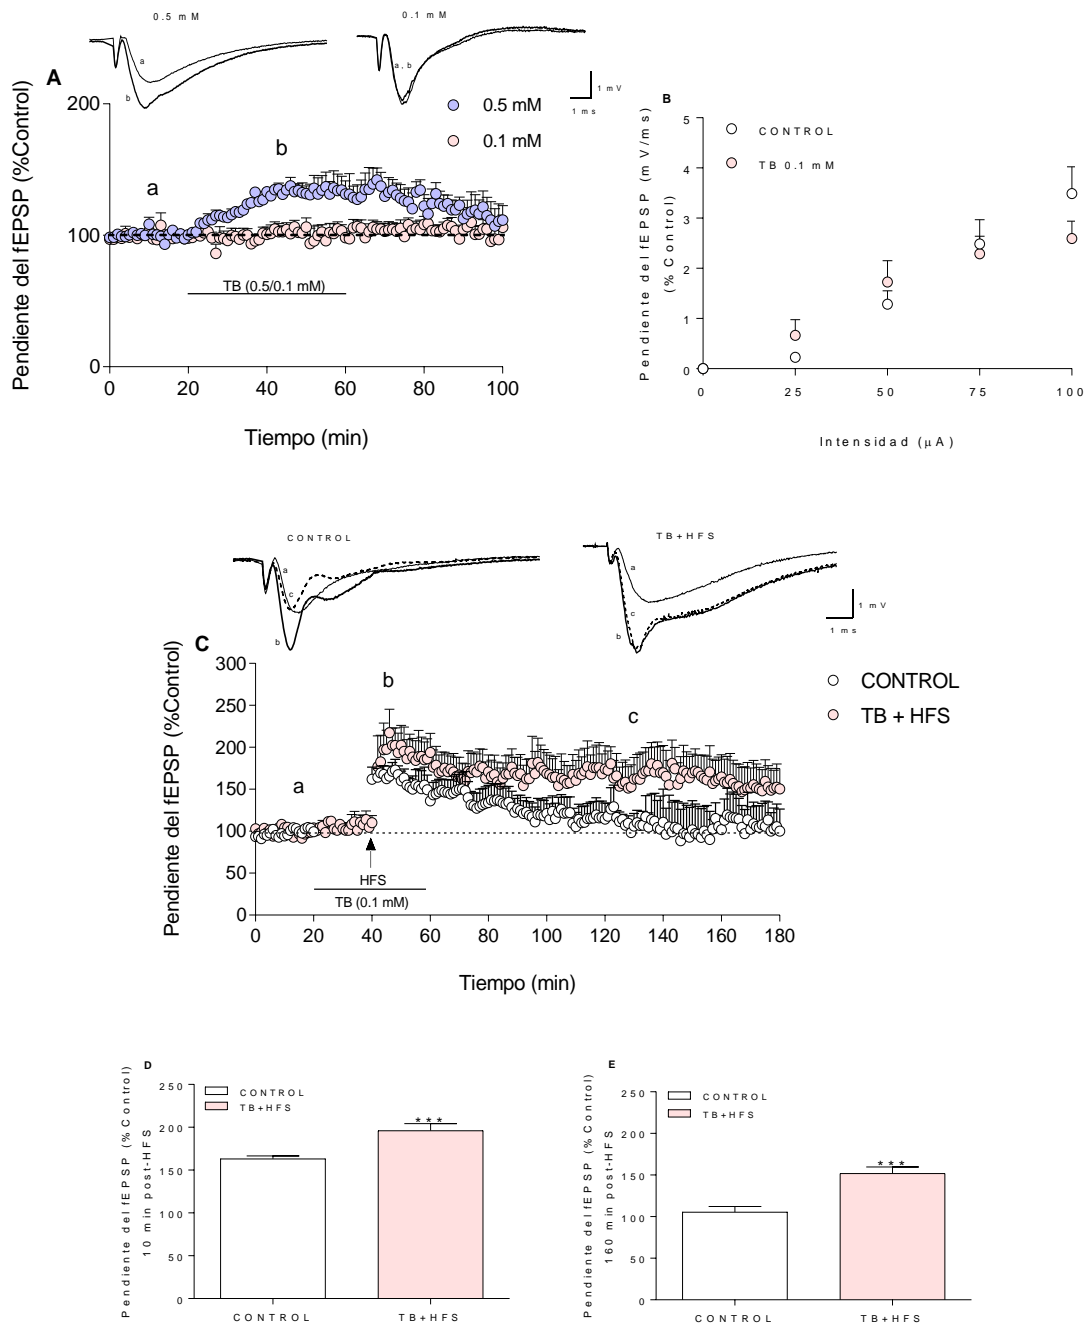 0.5 mM
0.1 mM
a
b
a, b
1 mV
1 ms
A
0.5 mM
0.1 mM
Pendiente del fEPSP (%Control)
200
100
0
a
b
TB (0.5/0.1 mM)
0 20 40 60 80 100
Tiempo (min)
B
CONTROL
TB 0.1 mM
Pendiente del fEPSP (mV/ms)
(% Control)
5
4
3
2
1
0
0 25 50 75 100
Intensidad (μA)
CONTROL
a
c
b
TB+HFS
a
c
b
1 mV
1 ms
C
CONTROL
TB + HFS
Pendiente del fEPSP (%Control)
300
250
200
150
100
50
0
a
b
c
HFS
TB (0.1 mM)
0 20 40 60 80 100 120 140 160 180
Tiempo (min)
D
CONTROL
TB+HFS
Pendiente del fEPSP (% Control)
10 min post-HFS
250
200
150
100
50
0
***
CONTROL TB+HFS
E
CONTROL
TB+HFS
Pendiente del fEPSP (% Control)
160 min post-HFS
250
200
150
100
50
0
***
CONTROL TB+HFS